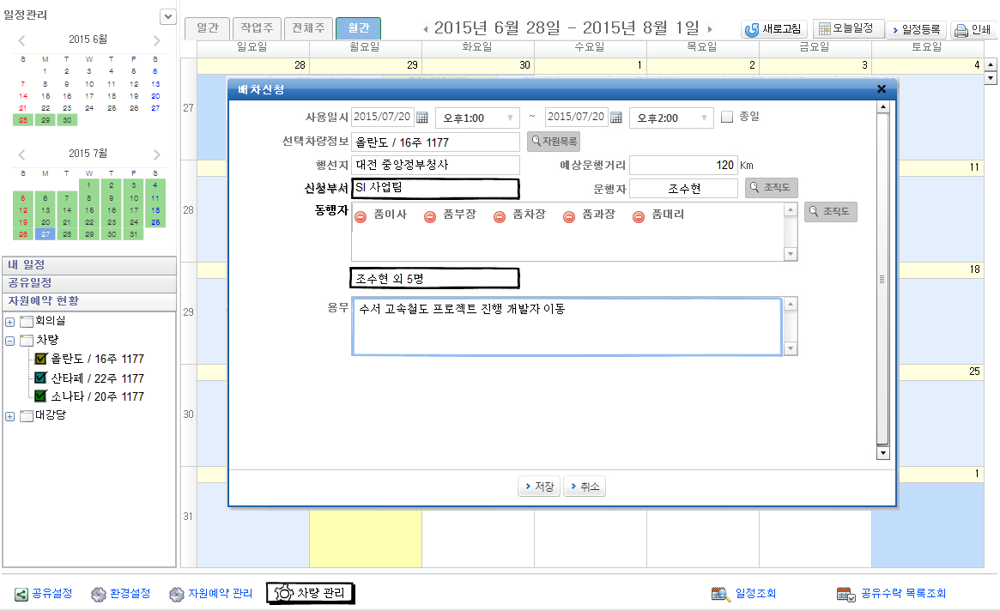 일정관리
2015 6월
S M T W T F S
1 2 3 4 5 6
7 8 9 10 11 12 13
14 15 16 17 18 19 20
21 22 23 24 25 26 27
28 29 30
2015 7월
S M T W T F S
1 2 3 4
5 6 7 8 9 10 11
12 13 14 15 16 17 18
19 20 21 22 23 24 25
26 27 28 29 30 31
내 일정
공유일정
자원예약 현황
회의실
차량
올란도 / 16주 1177
산타페 / 22주 1177
소나타 / 20주 1177
대강당
일간 작업주 전체주 월간
2015년 6월 28일 – 2015년 8월 1일
새로고침 오늘일정 일정등록 인쇄
일요일 월요일 화요일 수요일 목요일 금요일 토요일
28 29 30 1 2 3 4
27
11
28
18
29
25
30
1
31
배차신청
사용일시 2015/07/20 오후1:00 ~ 2015/07/20 오후2:00 종일
선택차량정보 올란도 / 16주 1177 자원목록
행선지 대전 중앙정부청사 예상운행거리 120 Km
신청부서 SI 사업팀 운행자 조수현 조직도
동행자 품이사 품부장 품차장 품과장 품대리 조직도
조수현 외 5명
용무 수서 고속철도 프로젝트 진행 개발자 이동
저장 취소
공유설정 환경설정 자원예약 관리 차량 관리 일정조회 공유수락 목록조회